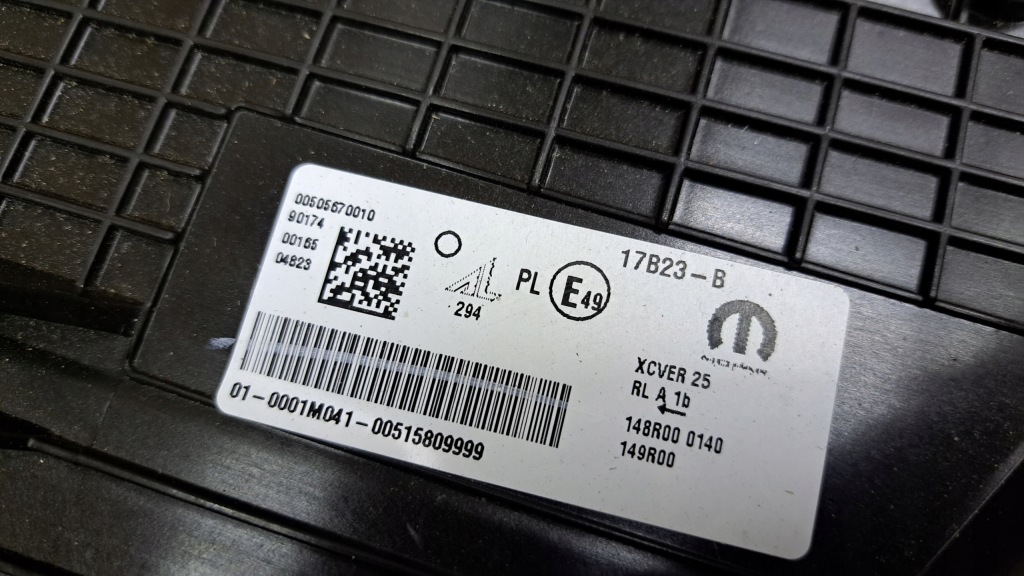 00505670010
90174
00165
04823
294
PL E49
17B23-B
XCVER 25
RL A 1b
148R00 0140
149R00
01-0001M041-00515809999